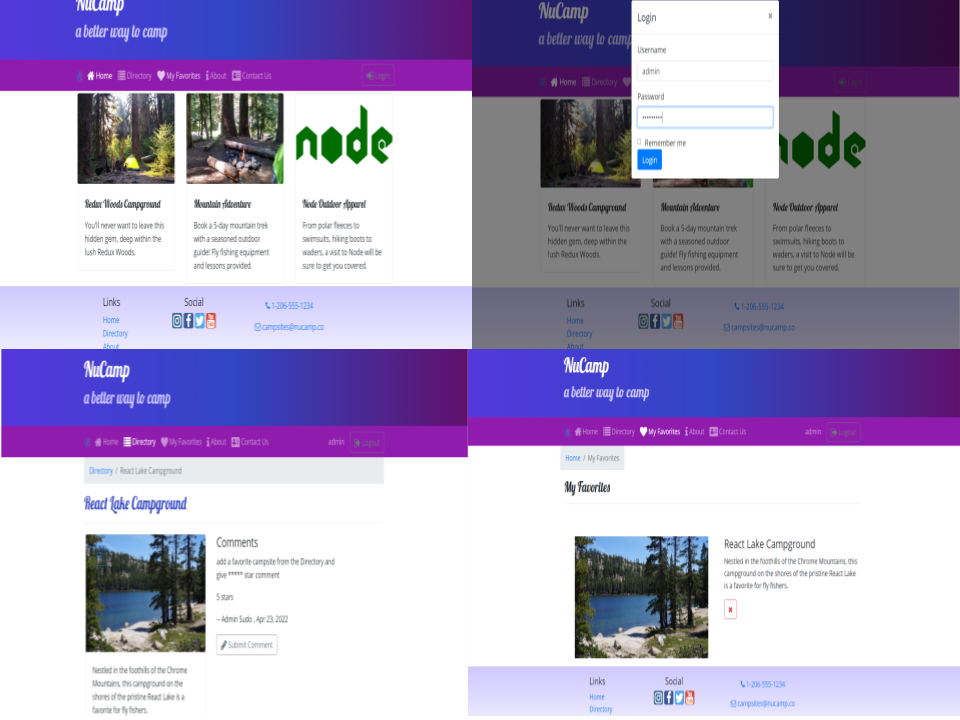 NuCamp
a better way to camp
Home Directory My Favorites About Contact Us Login
node
Redux Woods Campground
You'll never want to leave this
hidden gem, deep within the
lush Redux Woods.
Mountain Adventure
Book a 5-day mountain trek
with a seasoned outdoor
guide! Fly fishing equipment
and lessons provided.
Node Outdoor Apparel
From polar fleeces to
swimsuits, hiking boots to
waders, a visit to Node will be
sure to get you covered.
Links
Home
Directory
About
Social
1-206-555-1234
campsites@nucamp.co
NuCamp
a better way to camp
Home Directory Login
Login x
Username
admin
Password
Remember me
Login
node
Redux Woods Campground
You'll never want to leave this
hidden gem, deep within the
lush Redux Woods.
Mountain Adventure
Book a 5-day mountain trek
with a seasoned outdoor
guide! Fly fishing equipment
and lessons provided.
Node Outdoor Apparel
From polar fleeces to
swimsuits, hiking boots to
waders, a visit to Node will be
sure to get you covered.
Links
Home
Directory
About
Social
1-206-555-1234
campsites@nucamp.co
NuCamp
a better way to camp
Home Directory My Favorites About Contact Us admin Logout
Directory / React Lake Campground
React Lake Campground
Comments
add a favorite campsite from the Directory and
give ***** star comment
5 stars
-- Admin Sudo , Apr 23, 2022
Submit Comment
Nestled in the foothills of the Chrome
Mountains, this campground on the
shores of the pristine React Lake is a
favorite for fly fishers.
NuCamp
a better way to camp
Home Directory My Favorites About Contact Us admin Logout
Home / My Favorites
My Favorites
React Lake Campground
Nestled in the foothills of the Chrome Mountains, this
campground on the shores of the pristine React Lake
is a favorite for fly fishers.
x
Links
Home
Directory
Social
1-206-555-1234
campsites@nucamp.co